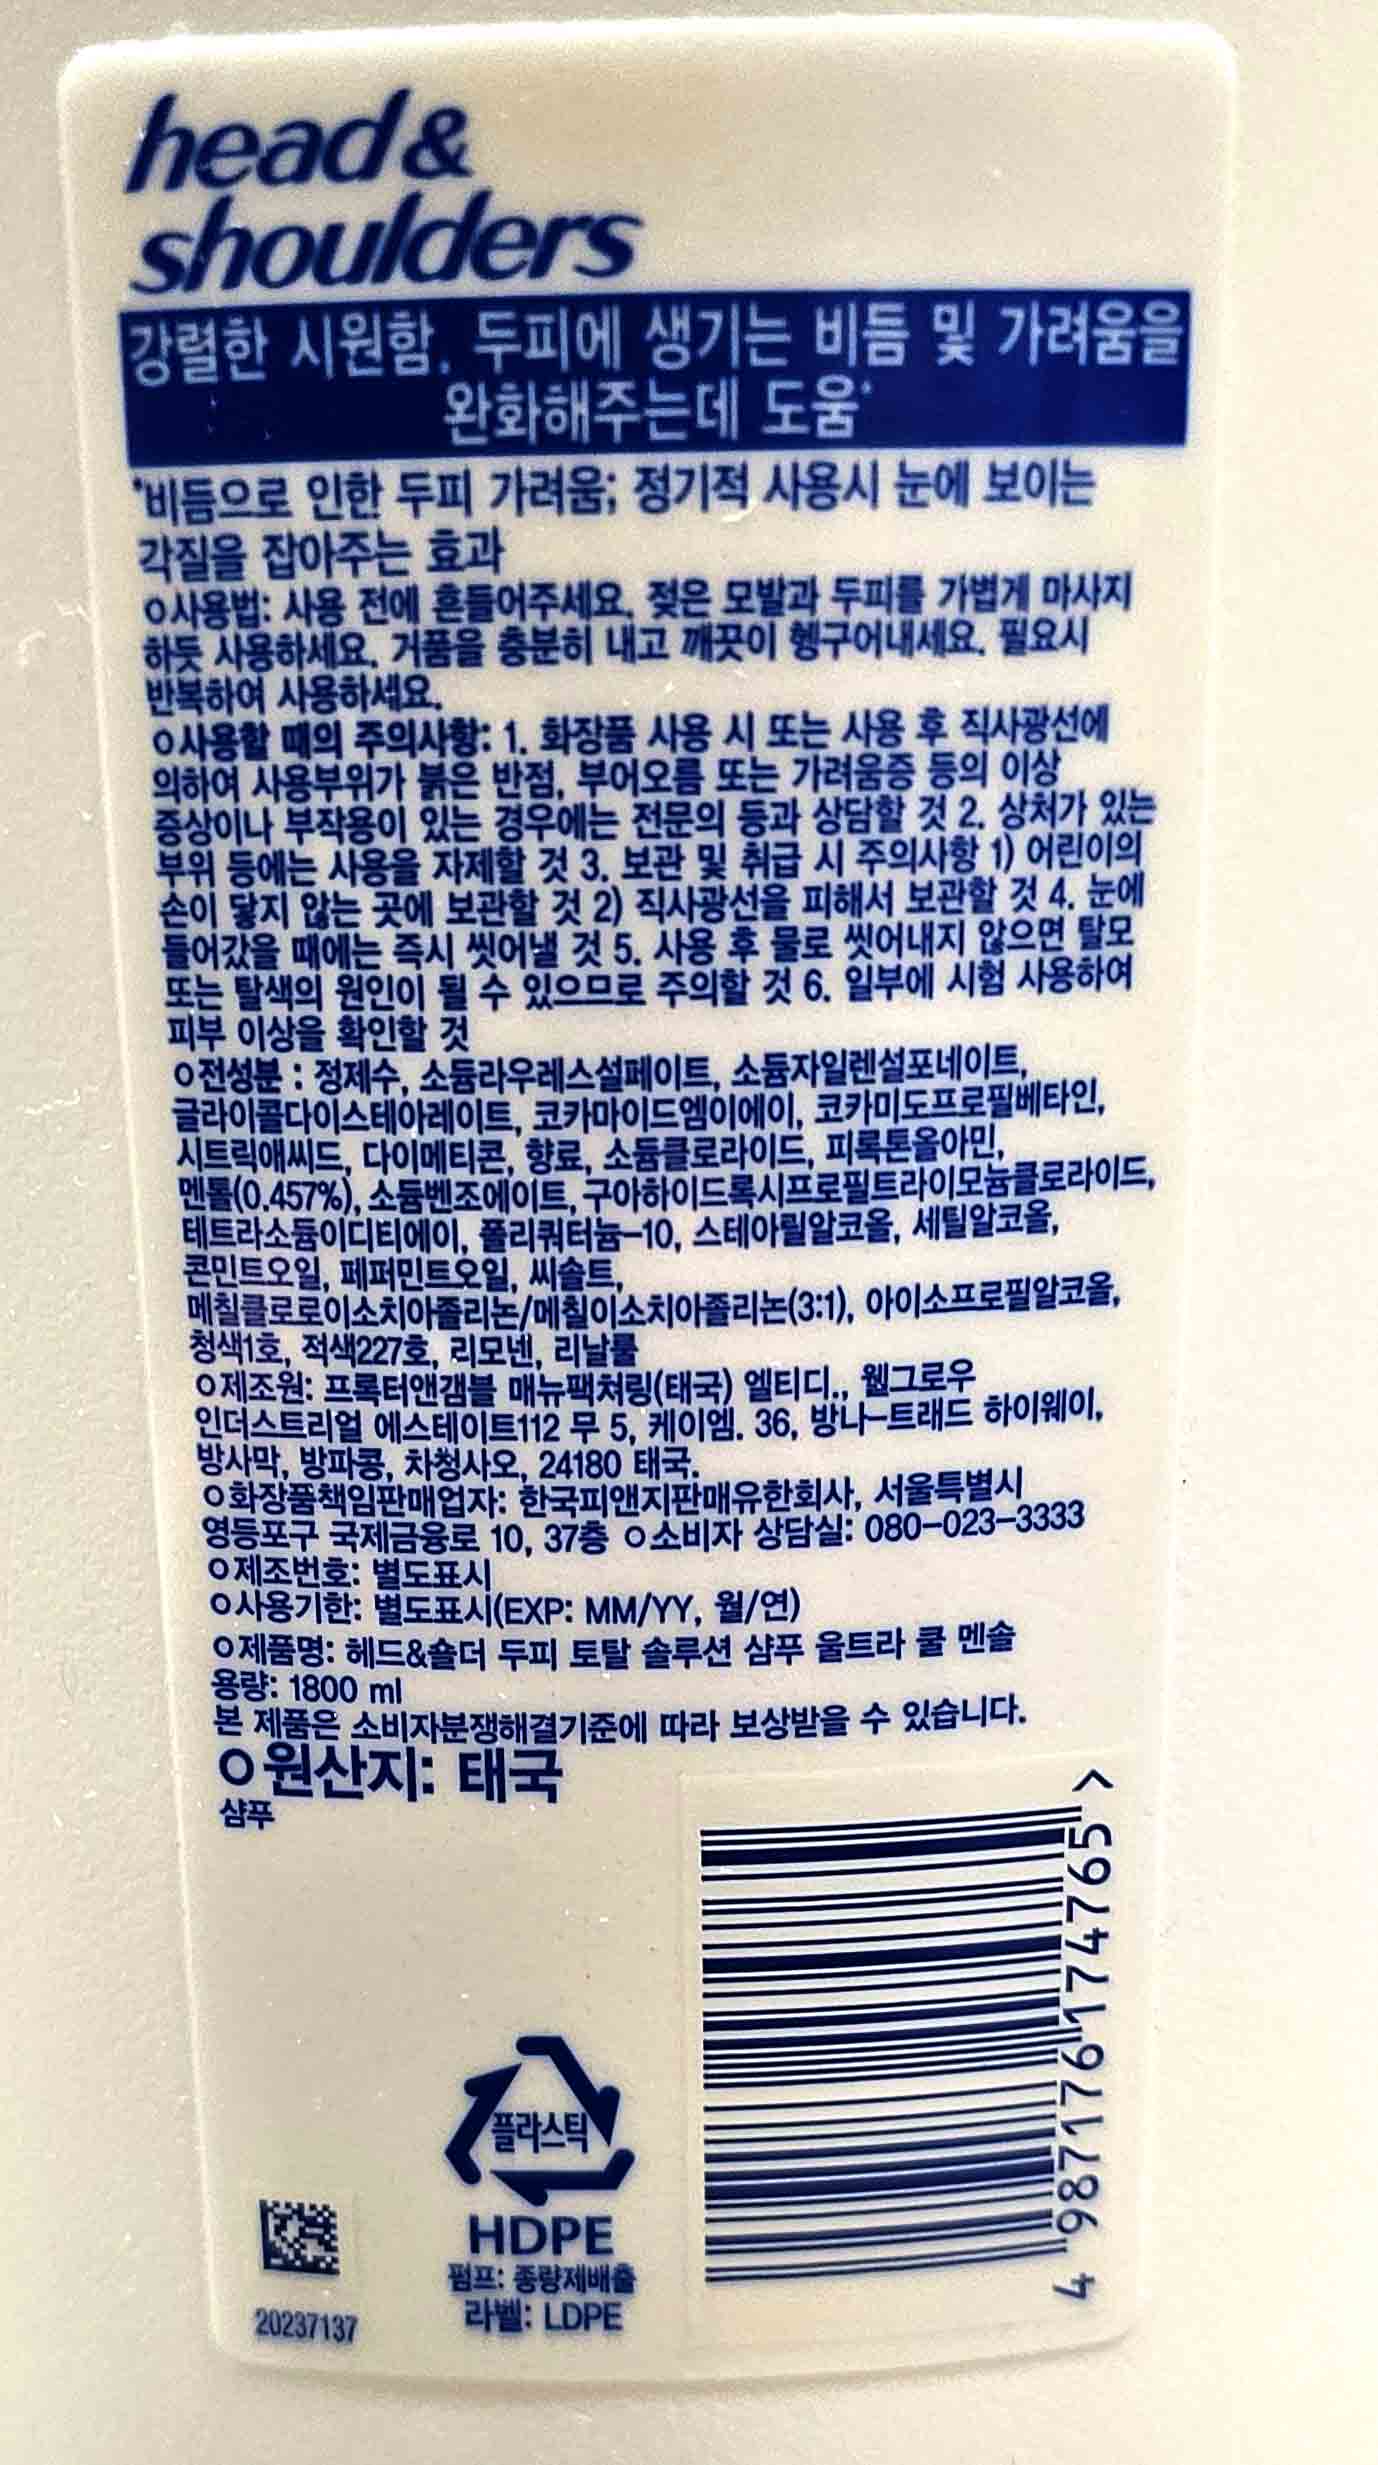 head &
shoulders
강렬한 시원함. 두피에 생기는 비듬 및 가려움을
완화해주는데 도움*
*비듬으로 인한 두피 가려움; 정기적 사용시 눈에 보이는
각질을 잡아주는 효과
ㅇ사용법: 사용 전에 흔들어주세요. 젖은 모발과 두피를 가볍게 마사지
하듯 사용하세요. 거품을 충분히 내고 깨끗이 헹구어내세요. 필요시
반복하여 사용하세요.
ㅇ사용할 때의 주의사항: 1. 화장품 사용 시 또는 사용 후 직사광선에
의하여 사용부위가 붉은 반점, 부어오름 또는 가려움증 등의 이상
증상이나 부작용이 있는 경우에는 전문의 등과 상담할 것 2. 상처가 있는
부위 등에는 사용을 자제할 것 3. 보관 및 취급 시 주의사항 1) 어린이의
손이 닿지 않는 곳에 보관할 것 2) 직사광선을 피해서 보관할 것 4. 눈에
들어갔을 때에는 즉시 씻어낼 것 5. 사용 후 물로 씻어내지 않으면 탈모
또는 탈색의 원인이 될 수 있으므로 주의할 것 6. 일부에 시험 사용하여
피부 이상을 확인할 것
ㅇ전성분 : 정제수, 소듐라우레스설페이트, 소듐자일렌설포네이트,
글라이콜다이스테아레이트, 코카마이드엠이에이, 코카미도프로필베타인,
시트릭애씨드, 다이메티콘, 향료, 소듐클로라이드, 피록톤올아민,
멘톨(0.457%), 소듐벤조에이트, 구아하이드록시프로필트라이모늄클로라이드,
테트라소듐이디티에이, 폴리쿼터늄-10, 스테아릴알코올, 세틸알코올,
콘민트오일, 페퍼민트오일, 씨솔트,
메칠클로로이소치아졸리논/메칠이소치아졸리논(3:1), 아이소프로필알코올,
청색1호, 적색227호, 리모넨, 리날룰
ㅇ제조원: 프록터앤갬블 매뉴팩쳐링(태국) 엘티디., 웰그로우
인더스트리얼 에스테이트112 무 5, 케이엠. 36, 방나-트래드 하이웨이,
방사막, 방파콩, 차청사오, 24180 태국.
ㅇ화장품책임판매업자: 한국피앤지판매유한회사, 서울특별시
영등포구 국제금융로 10, 37층 ㅇ소비자 상담실: 080-023-3333
ㅇ제조번호: 별도표시
ㅇ사용기한: 별도표시(EXP: MM/YY, 월/연)
ㅇ제품명: 헤드&숄더 두피 토탈 솔루션 샴푸 울트라 쿨 멘솔
용량: 1800 ml
본 제품은 소비자분쟁해결기준에 따라 보상받을 수 있습니다.
ㅇ원산지: 태국
샴푸
4 987176 174765 >
플라스틱
HDPE
펌프: 종량제배출
라벨: LDPE
20237137